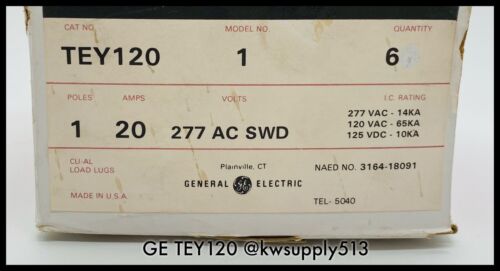 CAT NO. MODEL NO. QUANTITY
TEY120 1 6
POLES AMPS VOLTS I.C. RATING
1 20 277 AC SWD
277 VAC - 14KA
120 VAC - 65KA
125 VDC - 10KA
CU-AL
LOAD LUGS
Plainville, CT NAED NO. 3164-18091
GENERAL GE ELECTRIC
MADE IN U.S.A. TEL- 5040
GE TEY120 @kwsupply513